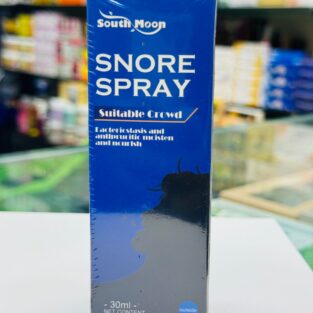 South Moon
SNORE
SPRAY
Suitable Crowd
Bacteriostasis and
antipruritic moisten
and nourish
- 30ml -
NET CONTENT